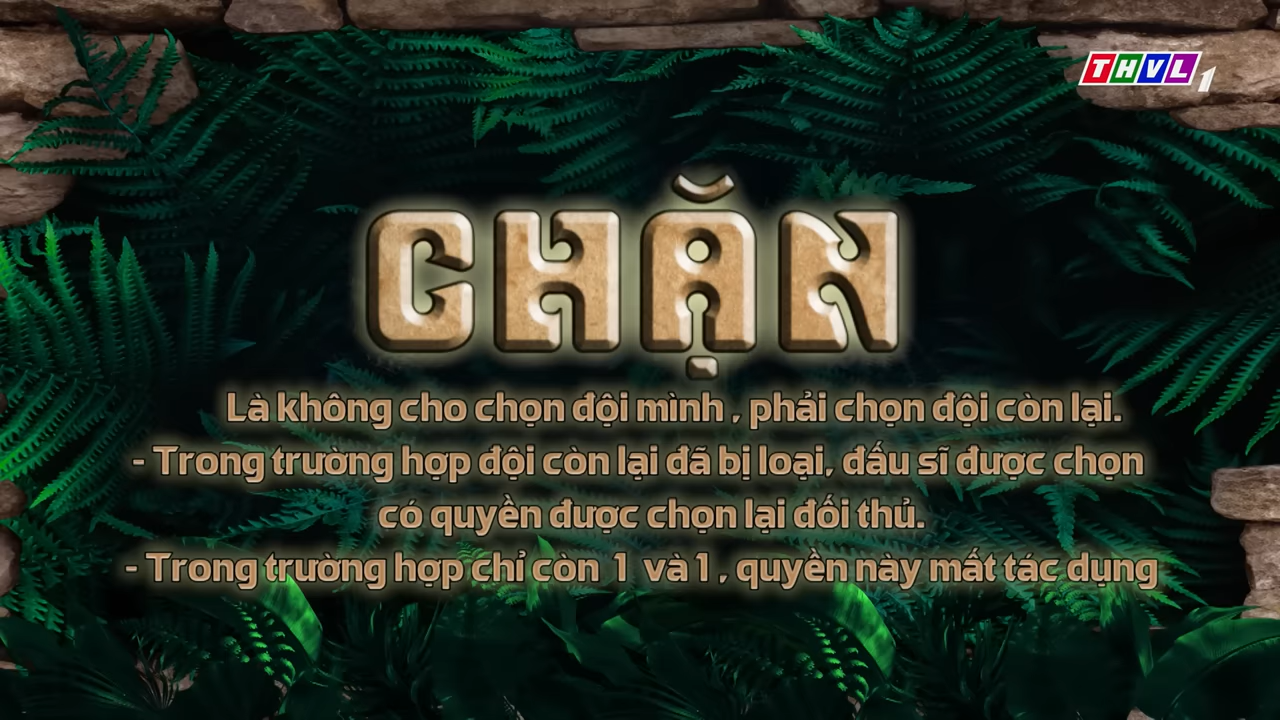 THVL1
CHẶN
Là không cho chọn đội mình , phải chọn đội còn lại.
- Trong trường hợp đội còn lại đã bị loại, đấu sĩ được chọn
có quyền được chọn lại đối thủ.
- Trong trường hợp chỉ còn 1 và 1 , quyền này mất tác dụng